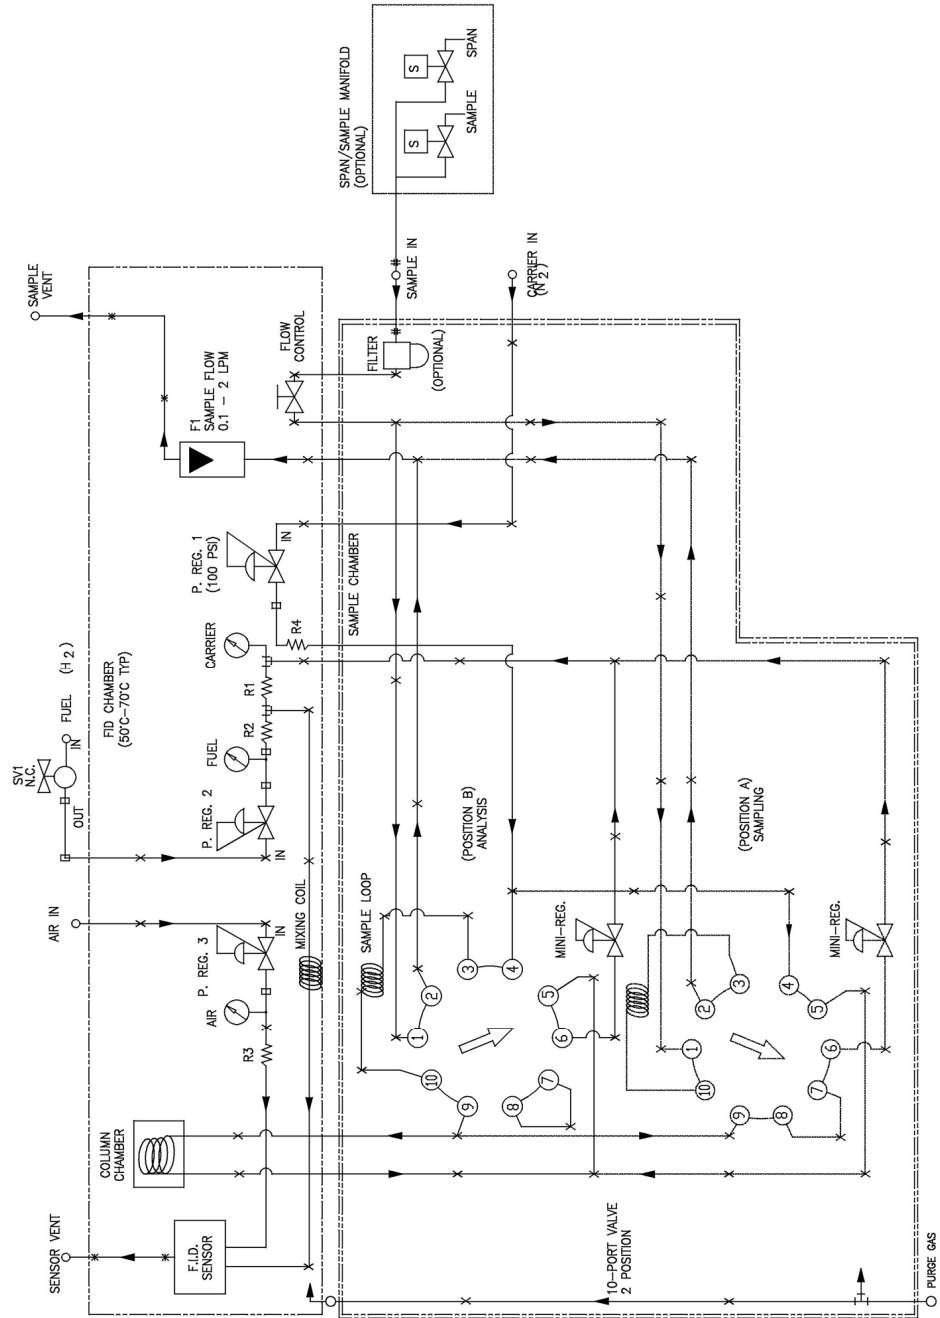 SPAN/SAMPLE MANIFOLD
(OPTIONAL)
S
SPAN
S
SAMPLE
SAMPLE
VENT
SAMPLE IN
CARRIER IN
(N 2)
FILTER
(OPTIONAL)
FLOW
CONTROL
F1
SAMPLE FLOW
0.1 – 2 LPM
P. REG. 1
(100 PSI)
IN
SAMPLE CHAMBER
R4
CARRIER
R1
R2
FUEL (H 2)
IN
SV1
N.C.
OUT
FID CHAMBER
(50°C–70°C TYP)
FUEL
P. REG. 2
IN
AIR IN
P. REG. 3
IN
AIR
R3
MIXING COIL
SAMPLE LOOP
COLUMN
CHAMBER
SENSOR VENT
F.I.D.
SENSOR
(POSITION B)
ANALYSIS
1
2
3
4
5
6
7
8
9
10
MINI–REG.
(POSITION A)
SAMPLING
1
2
3
4
5
6
7
8
9
10
MINI–REG.
10–PORT VALVE
2 POSITION
PURGE GAS